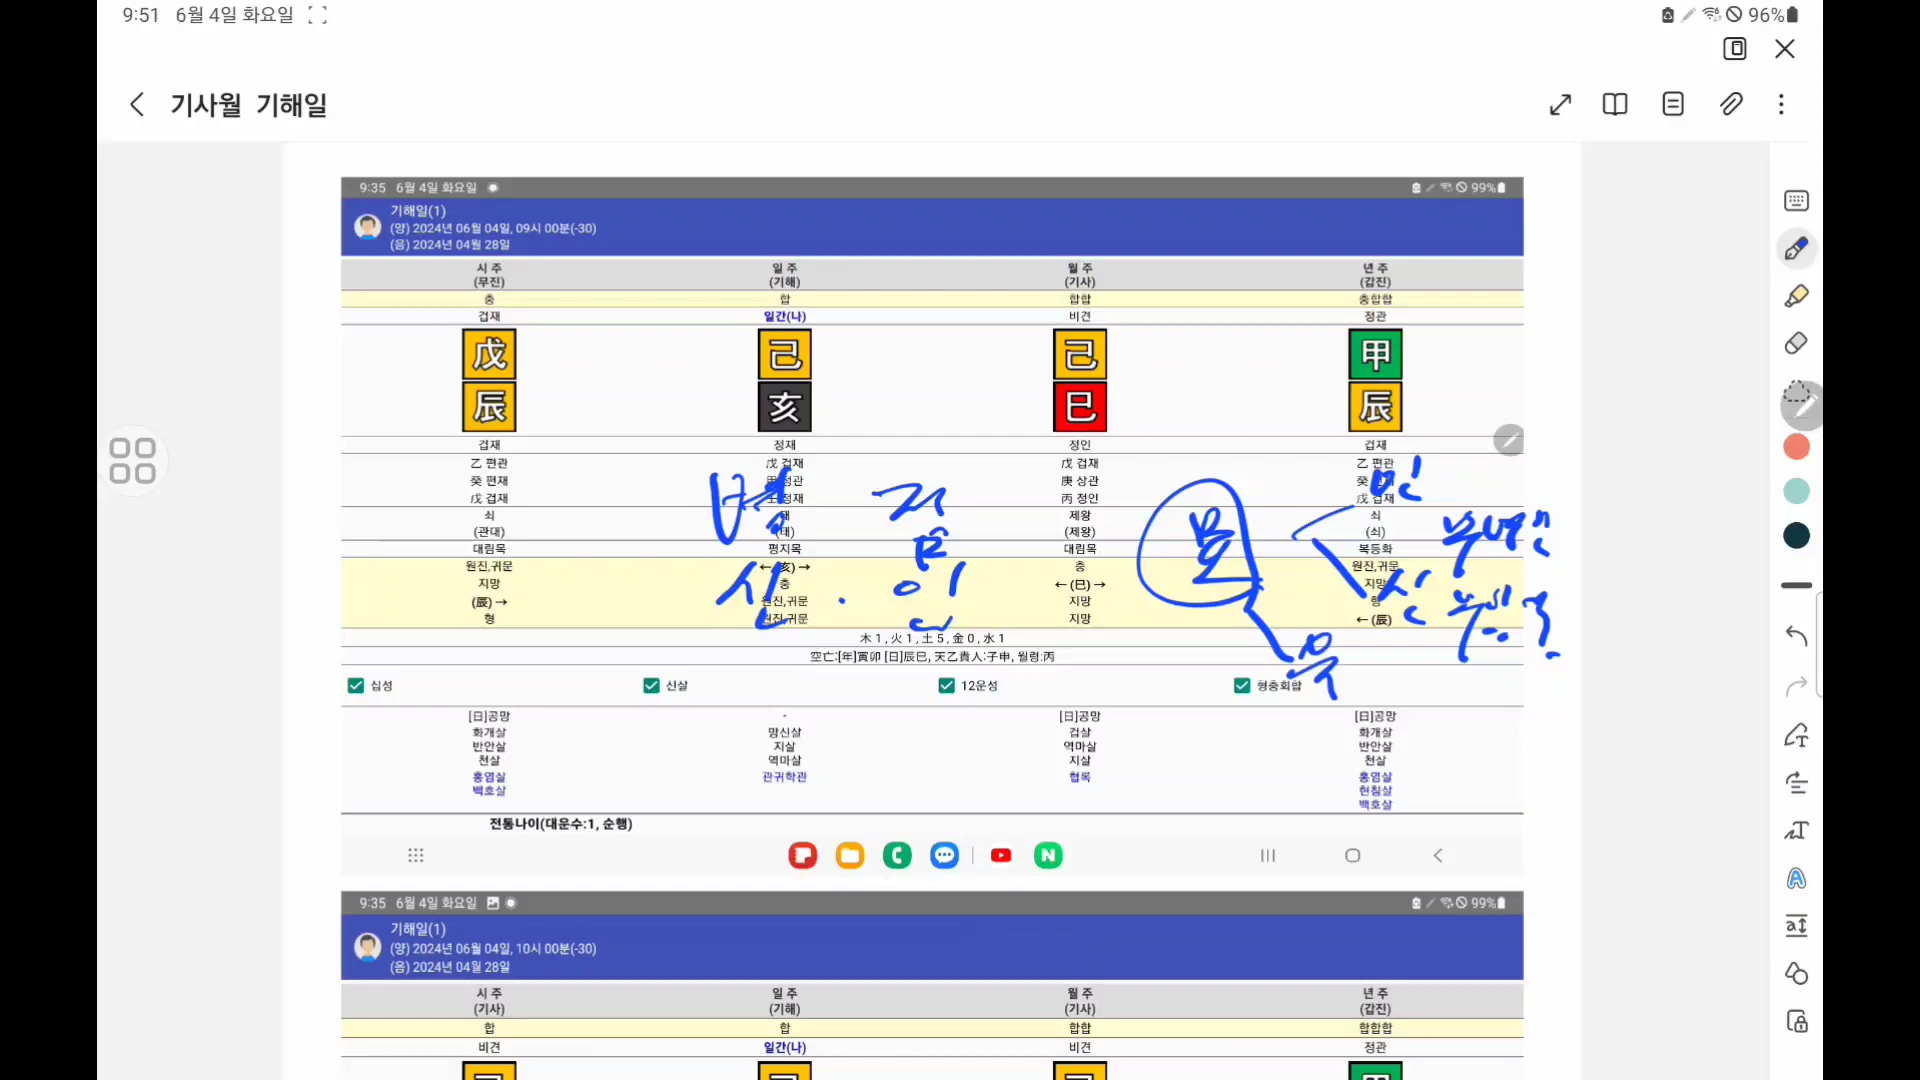 9:51 6월 4일 화요일 96%
기사월 기해일
9:35 6월 4일 화요일 99%
기해일(1)
(양) 2024년 06월 04일, 09시 00분(-30)
(음) 2024년 04월 28일
시 주 일 주 월 주 년 주
(무진) (기해) (기사) (갑진)
충 합 합합 충합합
겁재 일간(나) 비견 정관
戊 己 己 甲
辰 亥 巳 辰
겁재 정재 정인 겁재
乙 편관 戊 겁재 戊 겁재 乙 편관
癸 편재 庚 상관
戊 겁재 丙 정인 戊 겁재
쇠 태 제왕 쇠
(관대) (태) (제왕) (쇠)
대림목 평지목 대림목 복등화
원진,귀문 ←(亥)→ 충 원진,귀문
지망 충 ←(巳)→ 지망
(辰)→ 원진,귀문 지망 형
형 원진,귀문 지망 ←(辰)
木 1 , 火 1 , 土 5 , 金 0 , 水 1
空亡:[年]寅卯 [日]辰巳, 天乙貴人:子申, 월령:丙
십성 신살 12운성 형충회합
[日]공망 - [日]공망 [日]공망
화개살 망신살 겁살 화개살
반안살 지살 역마살 반안살
천살 역마살 지살 천살
홍염살 관귀학관 협록 홍염살
백호살 현침살
백호살
전통나이(대운수:1, 순행)
9:35 6월 4일 화요일 99%
기해일(1)
(양) 2024년 06월 04일, 10시 00분(-30)
(음) 2024년 04월 28일
시 주 일 주 월 주 년 주
(기사) (기해) (기사) (갑진)
합 합 합합 합합합
비견 일간(나) 비견 정관